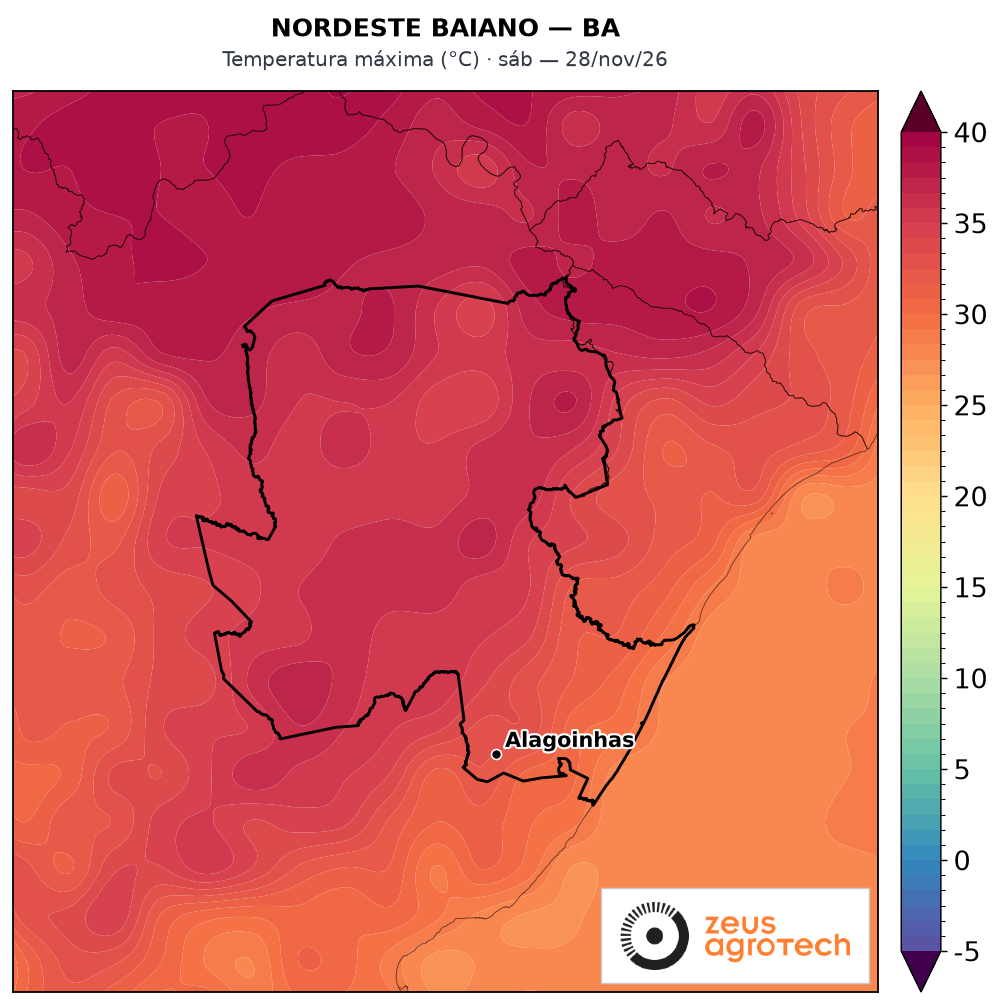 NORDESTE BAIANO — BA
Temperatura máxima (°C) · sáb — 28/nov/26
40
35
30
25
20
15
10
5
0
-5
Alagoinhas
zeus
agrotech